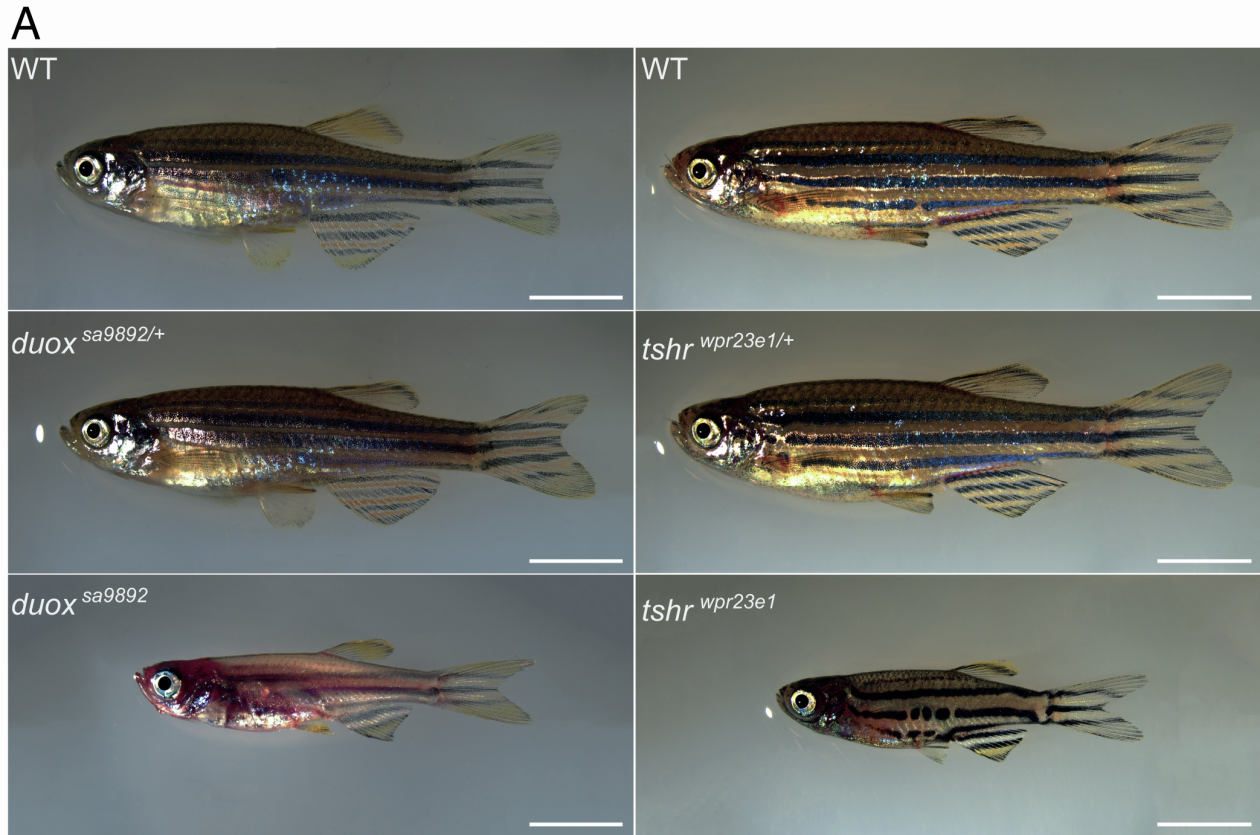 A
WT
WT
duox sa9892/+
tshr wpr23e1/+
duox sa9892
tshr wpr23e1